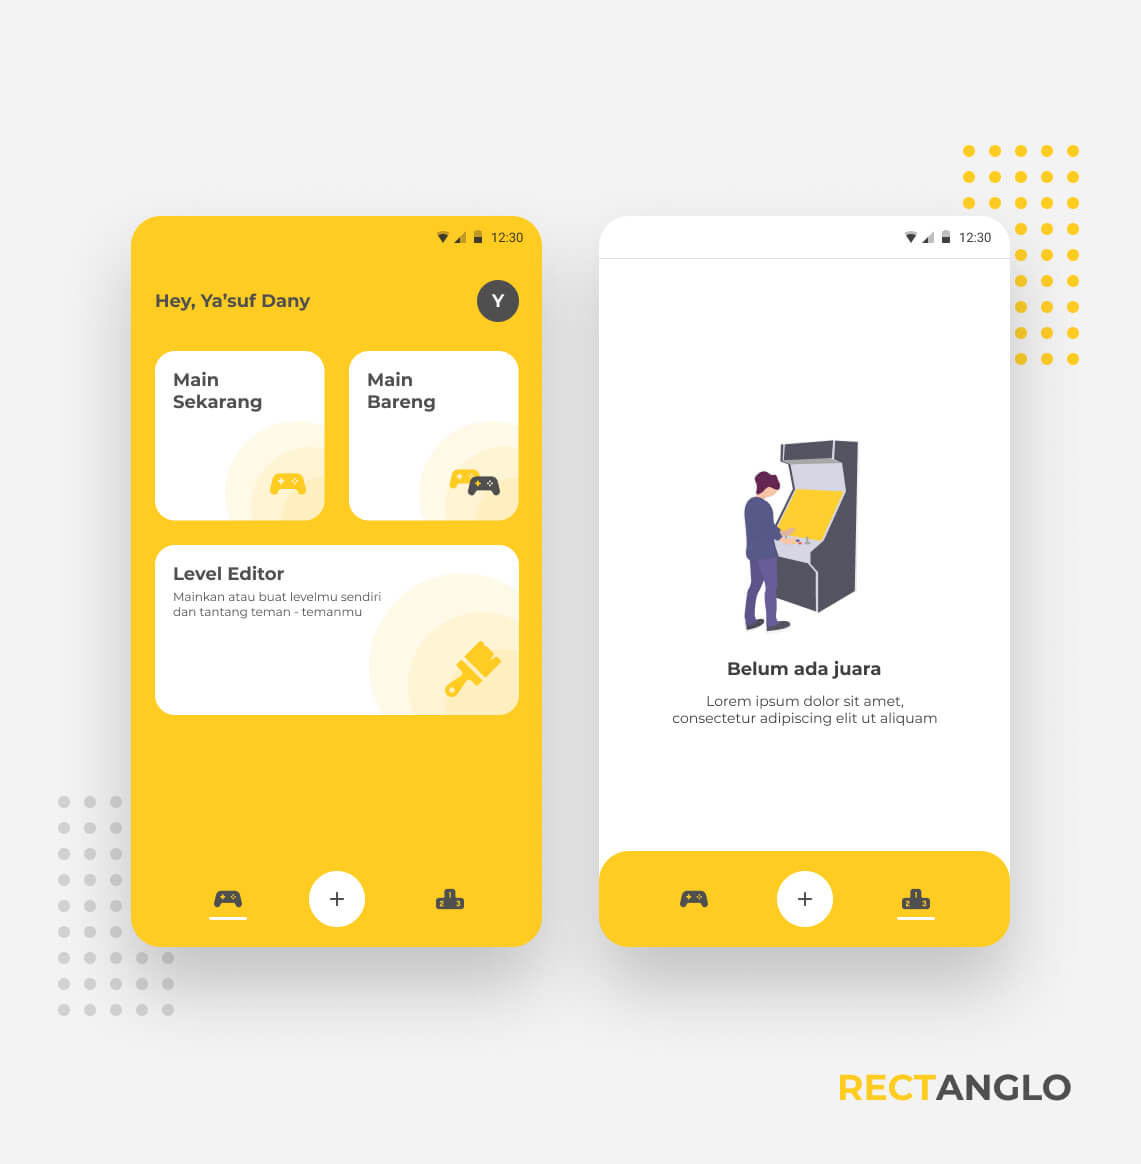 12:30
Hey, Ya’suf Dany
Y
Main
Sekarang
Main
Bareng
Level Editor
Mainkan atau buat levelmu sendiri
dan tantang teman - temanmu
+
1
2 3
12:30
Belum ada juara
Lorem ipsum dolor sit amet,
consectetur adipiscing elit ut aliquam
+
1
2 3
RECTANGLO